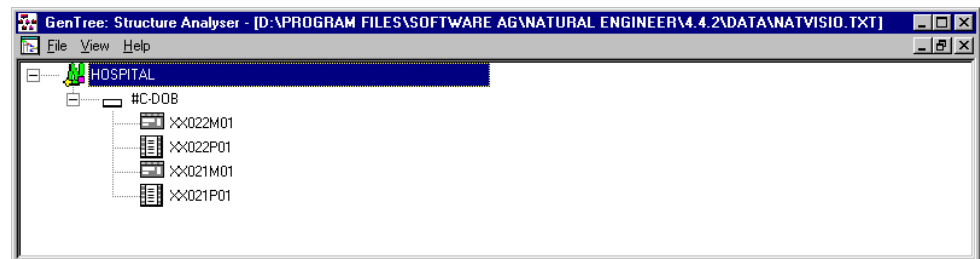 GenTree: Structure Analyser - [D:\PROGRAM FILES\SOFTWARE AG\NATURAL ENGINEER\4.4.2\DATA\NATVISIO.TXT]
File View Help
HOSPITAL
#C-DOB
XX022M01
XX022P01
XX021M01
XX021P01